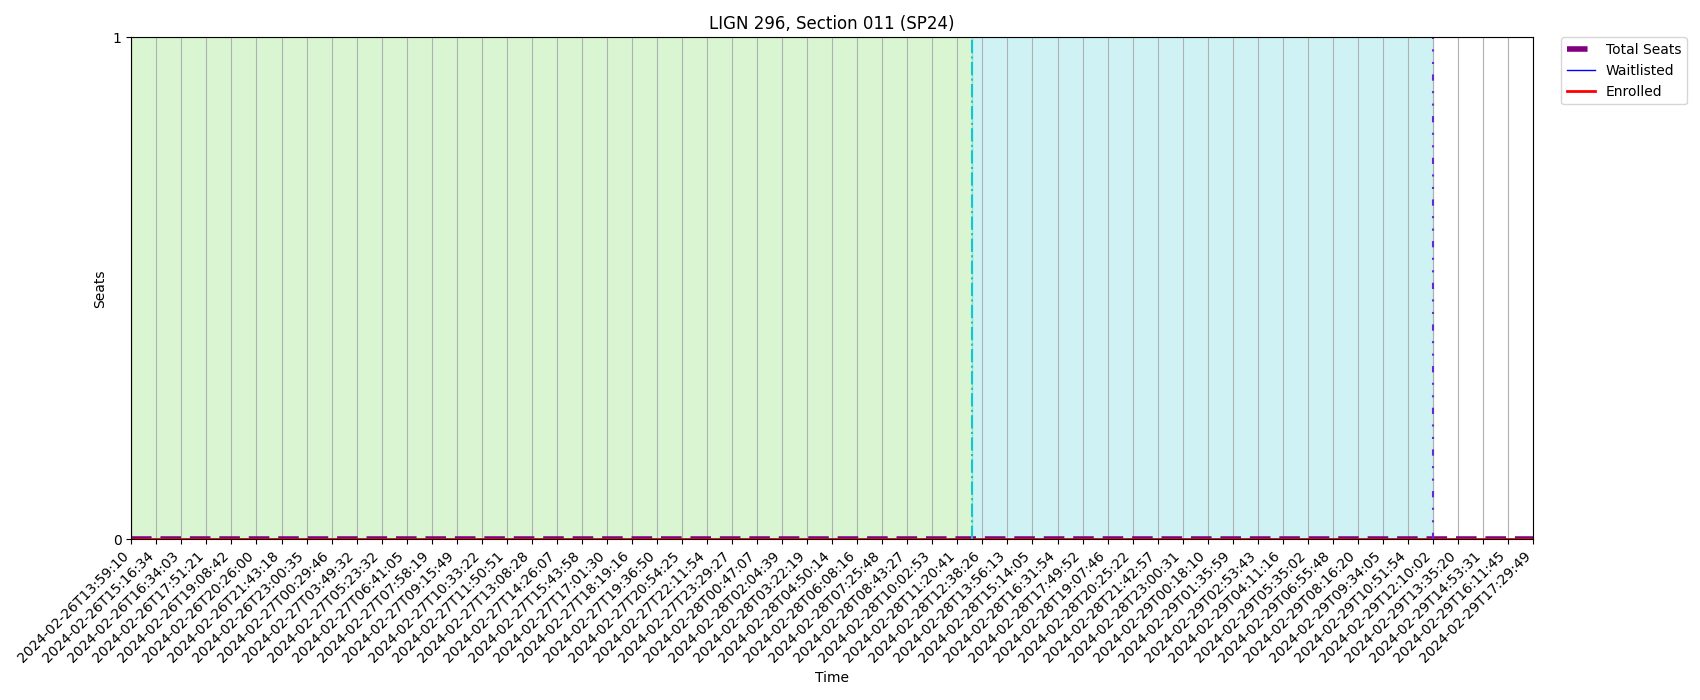 LIGN 296, Section 011 (SP24)
1
Total Seats
Waitlisted
Enrolled
Seats
0
2024-02-26T13:59:10
2024-02-26T15:16:34
2024-02-26T16:34:03
2024-02-26T17:51:21
2024-02-26T19:08:42
2024-02-26T20:26:00
2024-02-26T21:43:18
2024-02-26T23:00:35
2024-02-27T00:29:46
2024-02-27T03:49:32
2024-02-27T05:23:32
2024-02-27T06:41:05
2024-02-27T07:58:19
2024-02-27T09:15:49
2024-02-27T10:33:22
2024-02-27T11:50:51
2024-02-27T13:08:28
2024-02-27T14:26:07
2024-02-27T15:43:58
2024-02-27T17:01:30
2024-02-27T18:19:16
2024-02-27T19:36:50
2024-02-27T20:54:25
2024-02-27T22:11:54
2024-02-27T23:29:27
2024-02-28T00:47:07
2024-02-28T02:04:39
2024-02-28T03:22:19
2024-02-28T04:50:14
2024-02-28T06:08:16
2024-02-28T07:25:48
2024-02-28T08:43:27
2024-02-28T10:02:53
2024-02-28T11:20:41
2024-02-28T12:38:26
2024-02-28T13:56:13
2024-02-28T15:14:05
2024-02-28T16:31:54
2024-02-28T17:49:52
2024-02-28T19:07:46
2024-02-28T20:25:22
2024-02-28T21:42:57
2024-02-28T23:00:31
2024-02-29T00:18:10
2024-02-29T01:35:59
2024-02-29T02:53:43
2024-02-29T04:11:16
2024-02-29T05:35:02
2024-02-29T06:55:48
2024-02-29T08:16:20
2024-02-29T09:34:05
2024-02-29T10:51:54
2024-02-29T12:10:02
2024-02-29T13:35:20
2024-02-29T14:53:31
2024-02-29T16:11:45
2024-02-29T17:29:49
Time